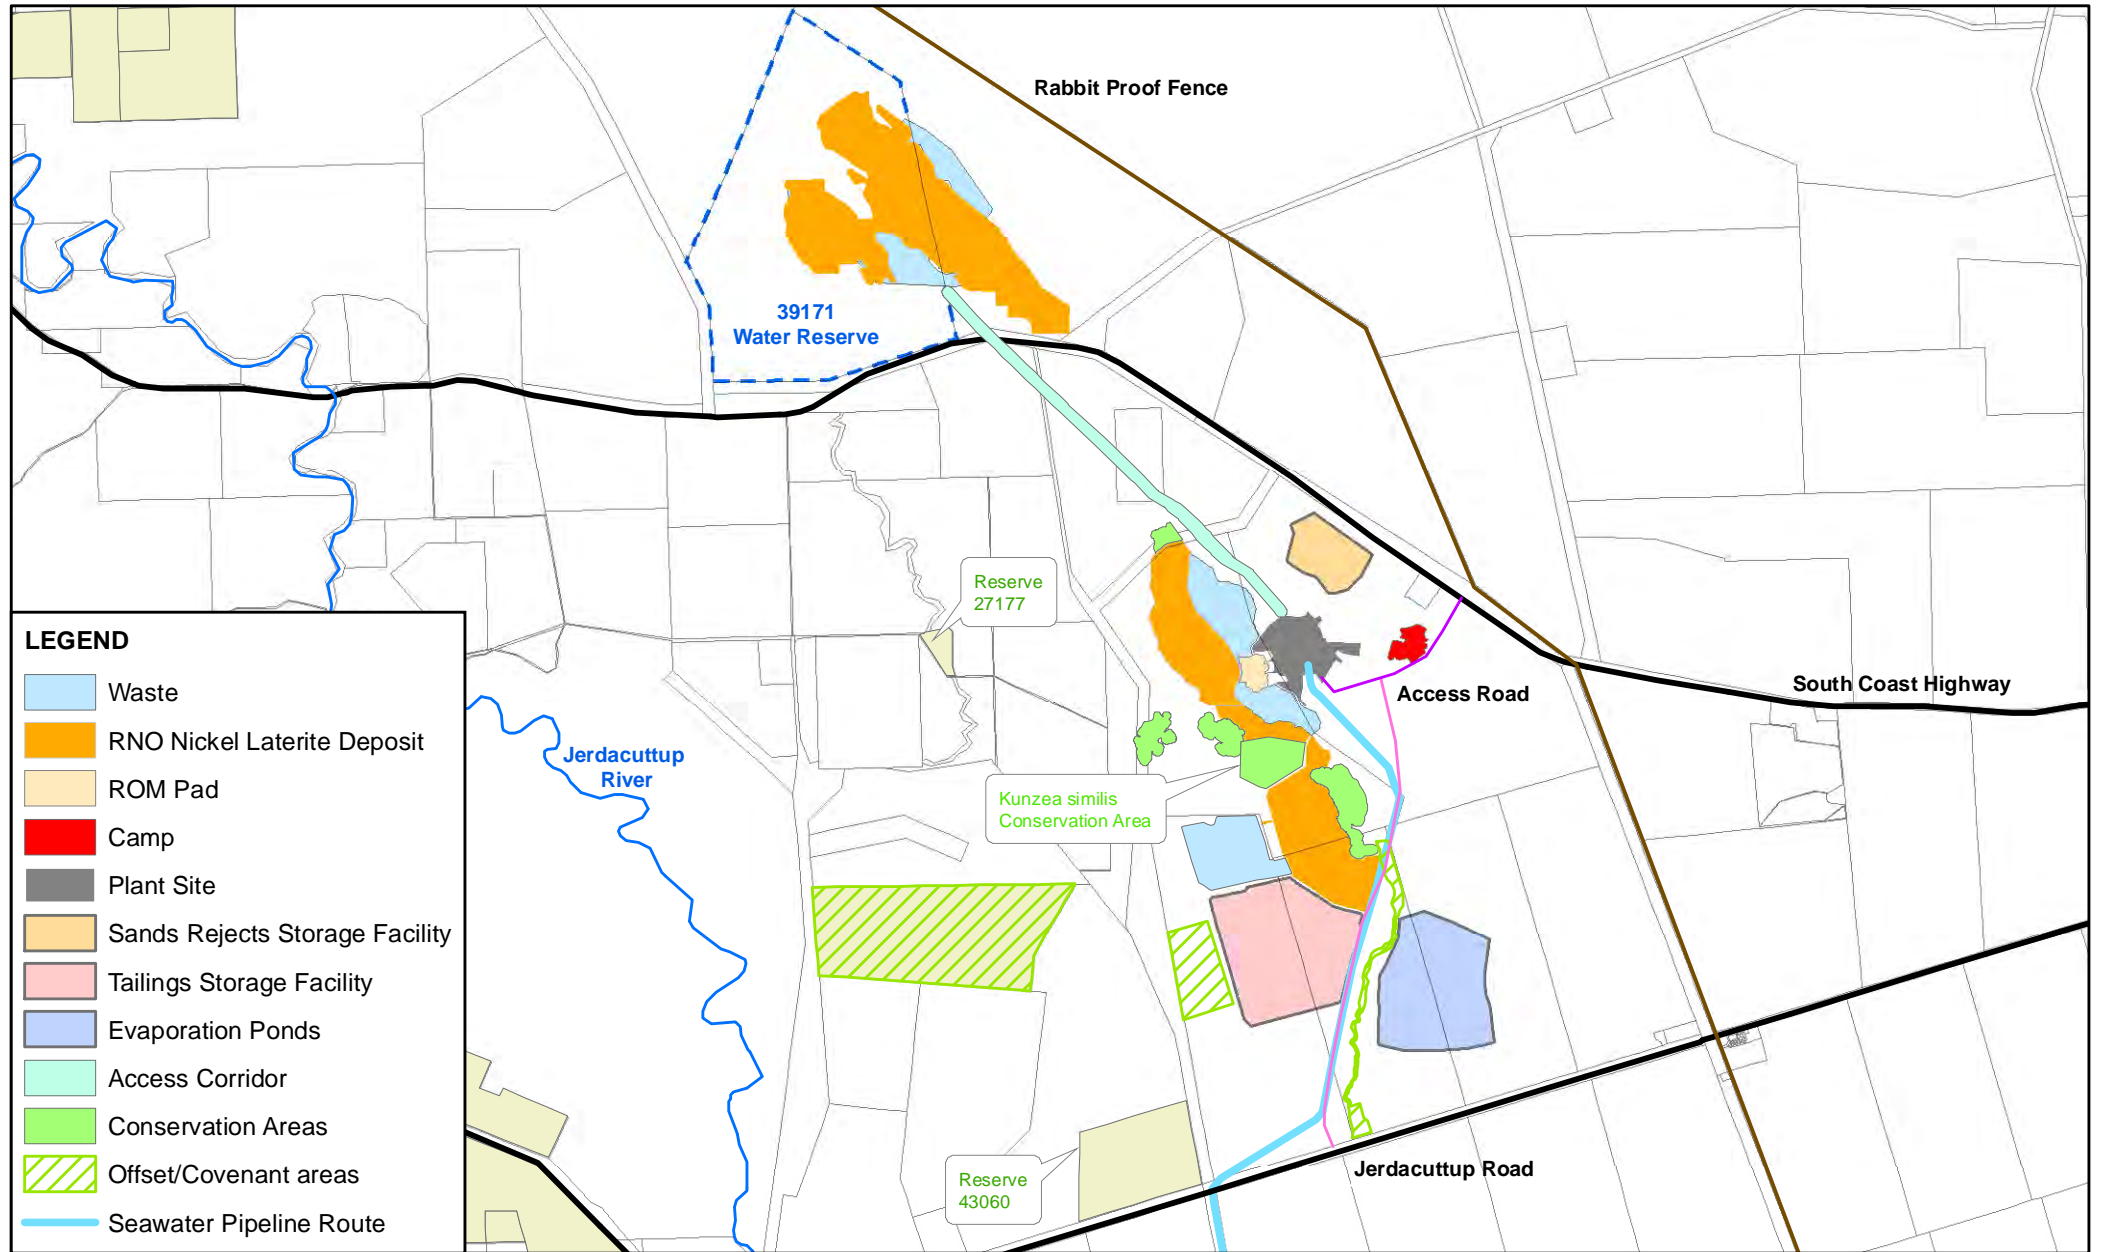 Rabbit Proof Fence
39171
Water Reserve
Reserve
27177
South Coast Highway
Access Road
Jerdacuttup
River
Kunzea similis
Conservation Area
Reserve
43060
Jerdacuttup Road
LEGEND
Waste
RNO Nickel Laterite Deposit
ROM Pad
Camp
Plant Site
Sands Rejects Storage Facility
Tailings Storage Facility
Evaporation Ponds
Access Corridor
Conservation Areas
Offset/Covenant areas
Seawater Pipeline Route